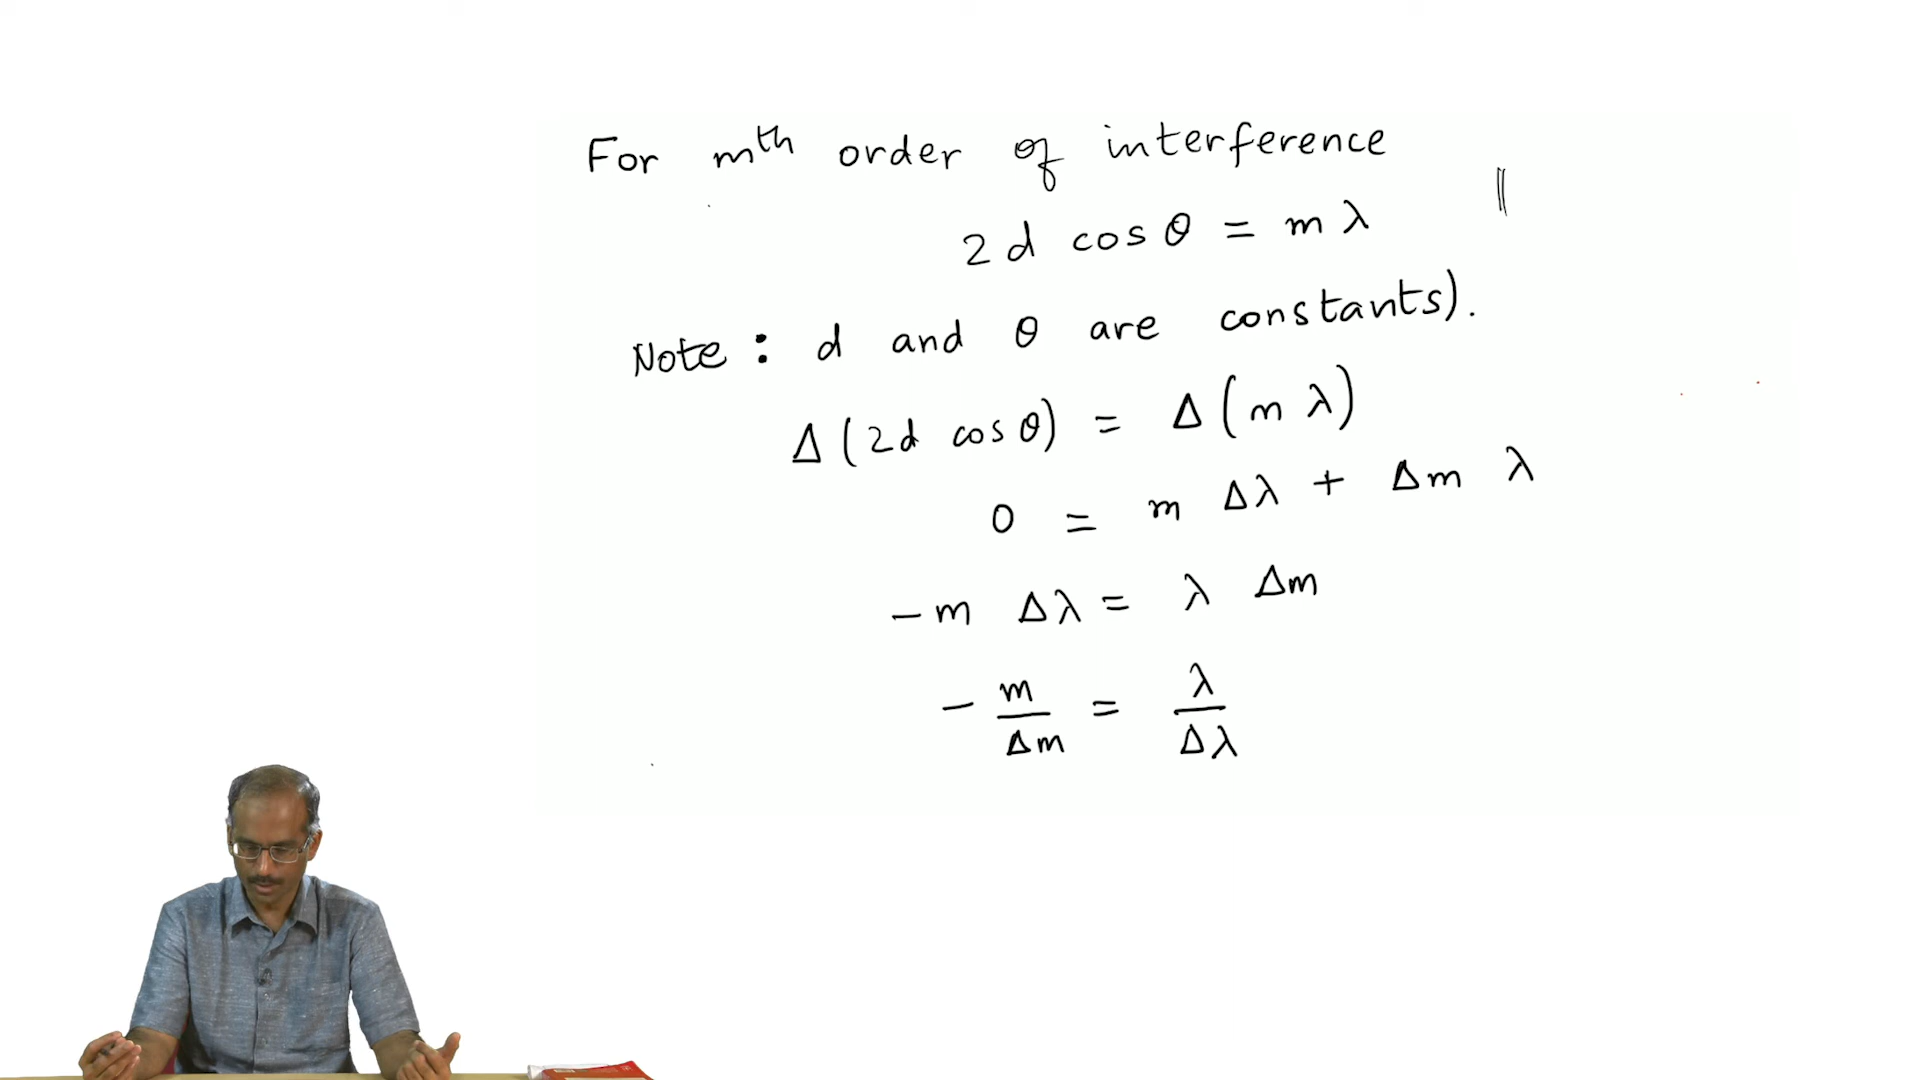 For mth order of interference
2d cos θ = m λ
Note : d and θ are constants).
Δ (2d cos θ) = Δ (m λ)
0 = m Δλ + Δm λ
-m Δλ = λ Δm
- m/Δm = λ/Δλ